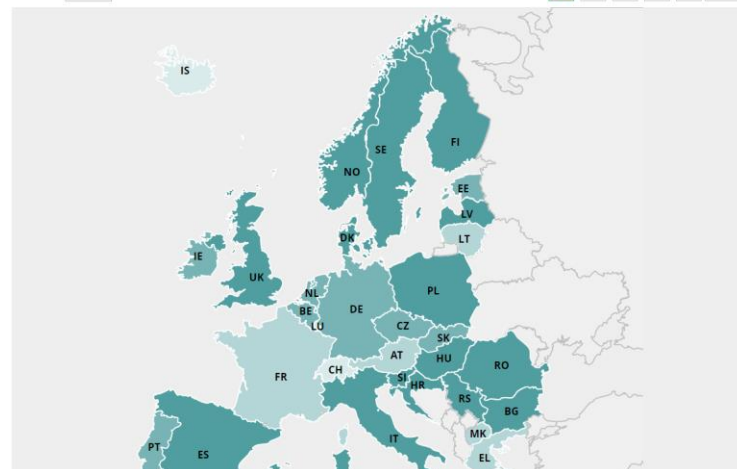 IS
FI
SE
NO
EE
LV
DK
LT
IE
UK
PL
NL
DE
BE
LU
CZ
SK
AT
HU
CH
RO
FR
SI
HR
RS
BG
MK
IT
PT
ES
EL